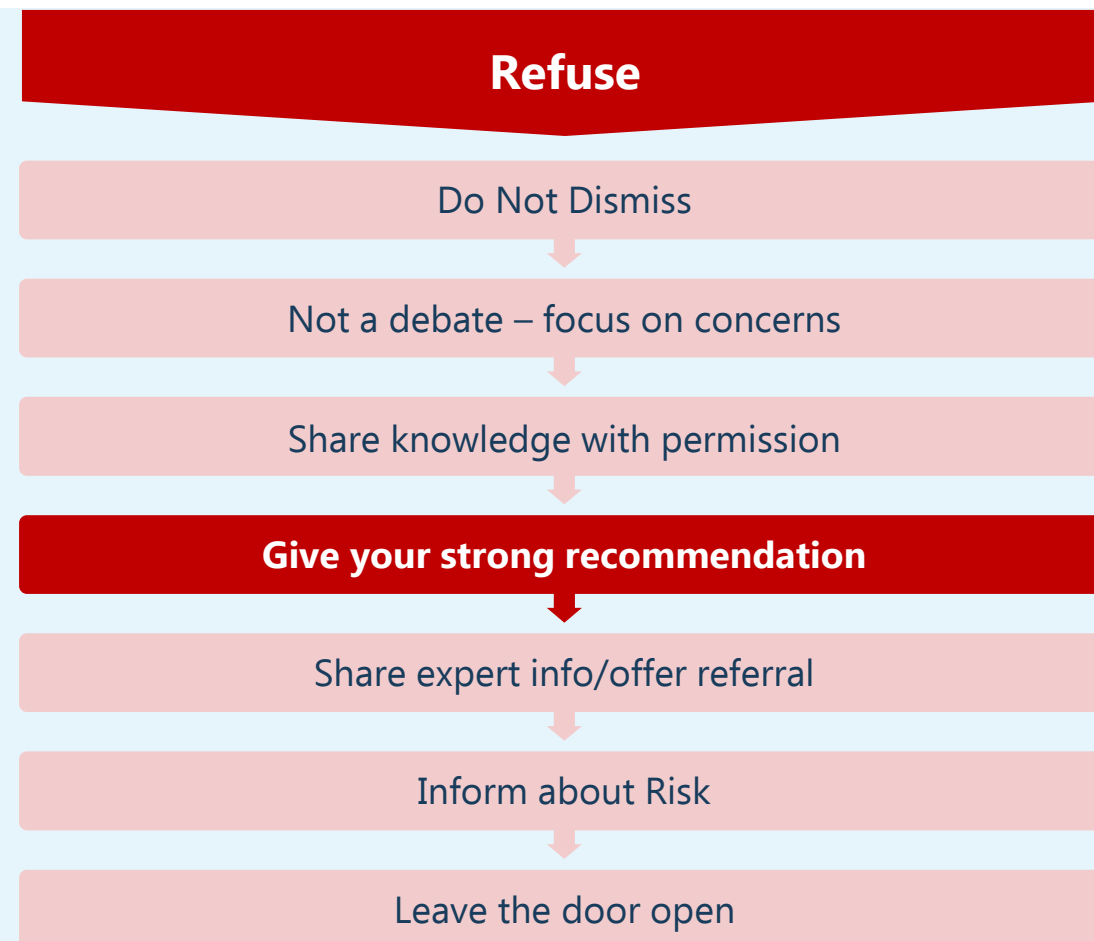 Refuse
Do Not Dismiss
Not a debate – focus on concerns
Share knowledge with permission
Give your strong recommendation
Share expert info/offer referral
Inform about Risk
Leave the door open